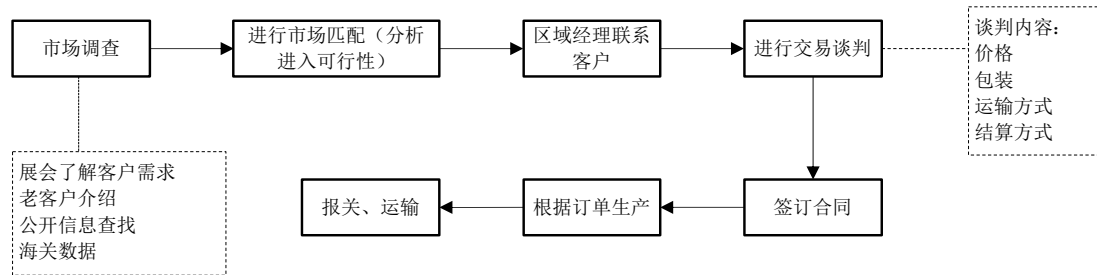 市场调查
进行市场匹配（分析
进入可行性）
区域经理联系
客户
进行交易谈判
谈判内容：
价格
包装
运输方式
结算方式
展会了解客户需求
老客户介绍
公开信息查找
海关数据
报关、运输
根据订单生产
签订合同